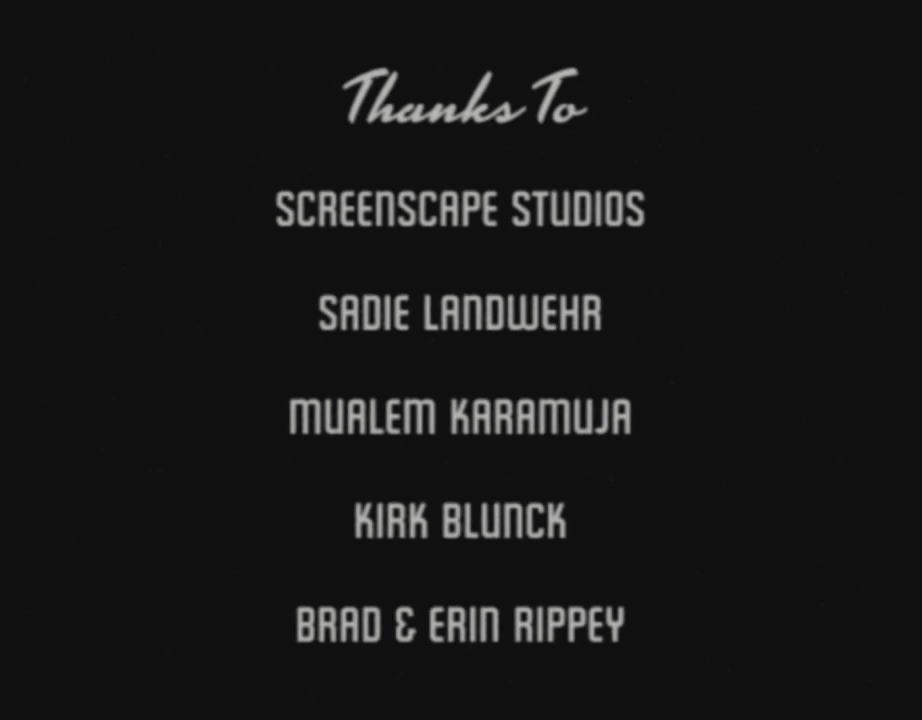 Thanks To
SCREENSCAPE STUDIOS
SADIE LANDWEHR
MUALEM KARAMUJA
KIRK BLUNCK
BRAD & ERIN RIPPEY